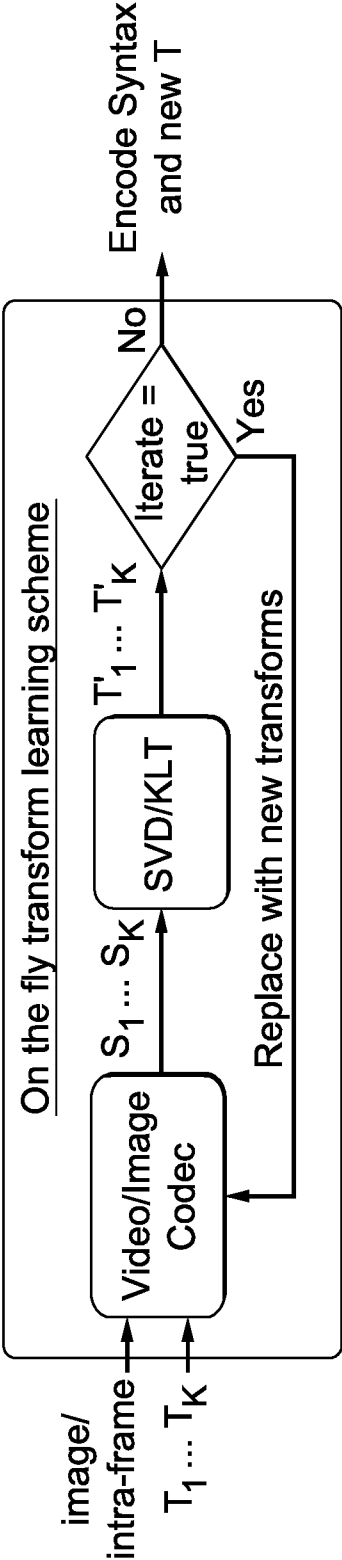 On the fly transform learning scheme
image/
intra-frame
T1 ... TK
Video/Image
Codec
S1 ... SK
SVD/KLT
T'1 ... T'K
Iterate =
true
No
Yes
Encode Syntax
and new T
Replace with new transforms